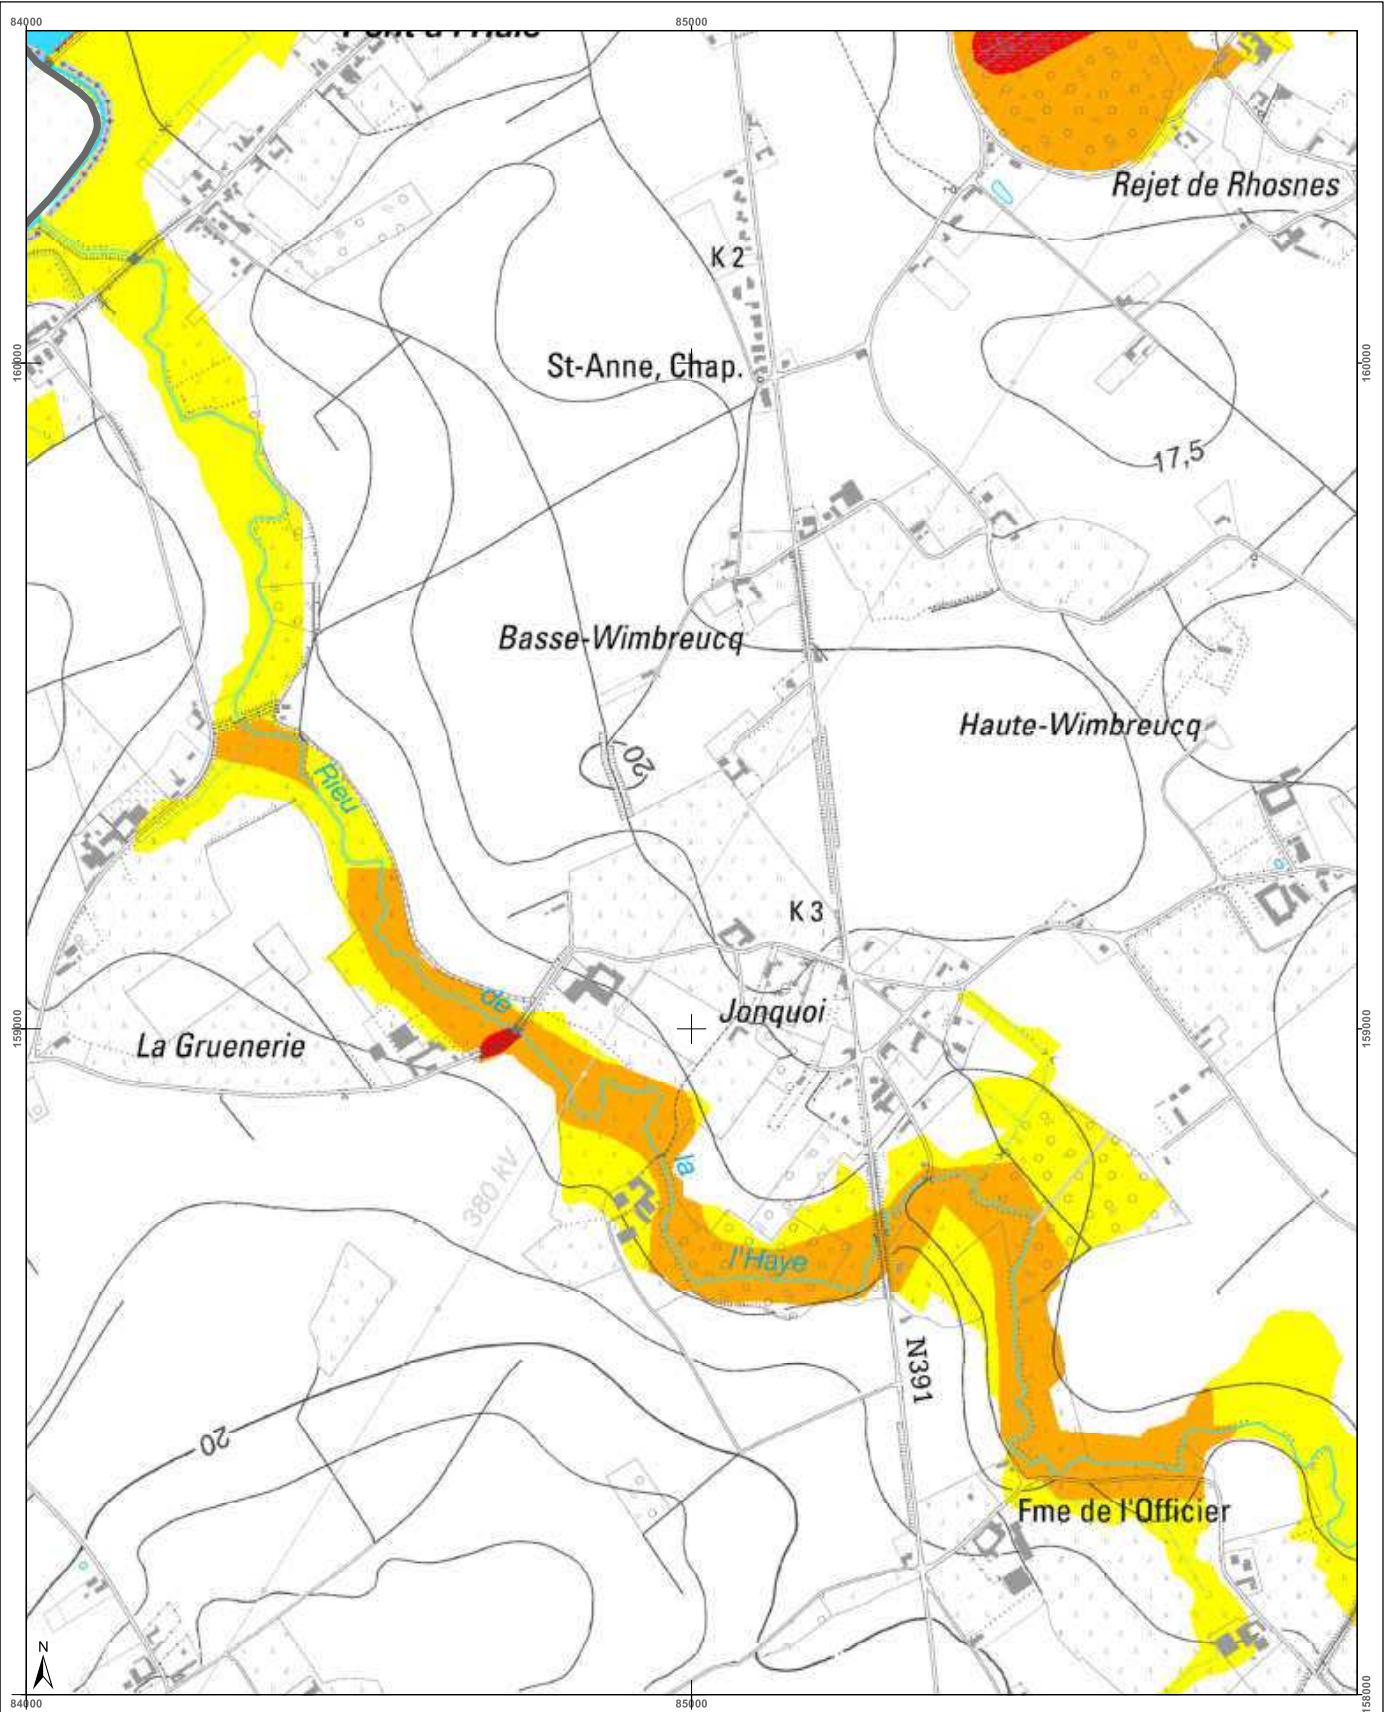 84000
85000
Rejet de Rhosnes
K 2
160000
160000
St-Anne, Chap.
17,5
Basse-Wimbreucq
Haute-Wimbreucq
20
Rieu
K 3
de
Jonquoi
159000
159000
La Gruenerie
la
380 kV
l'Haye
N391
20
Fme de l'Officier
N
84000
85000
158000